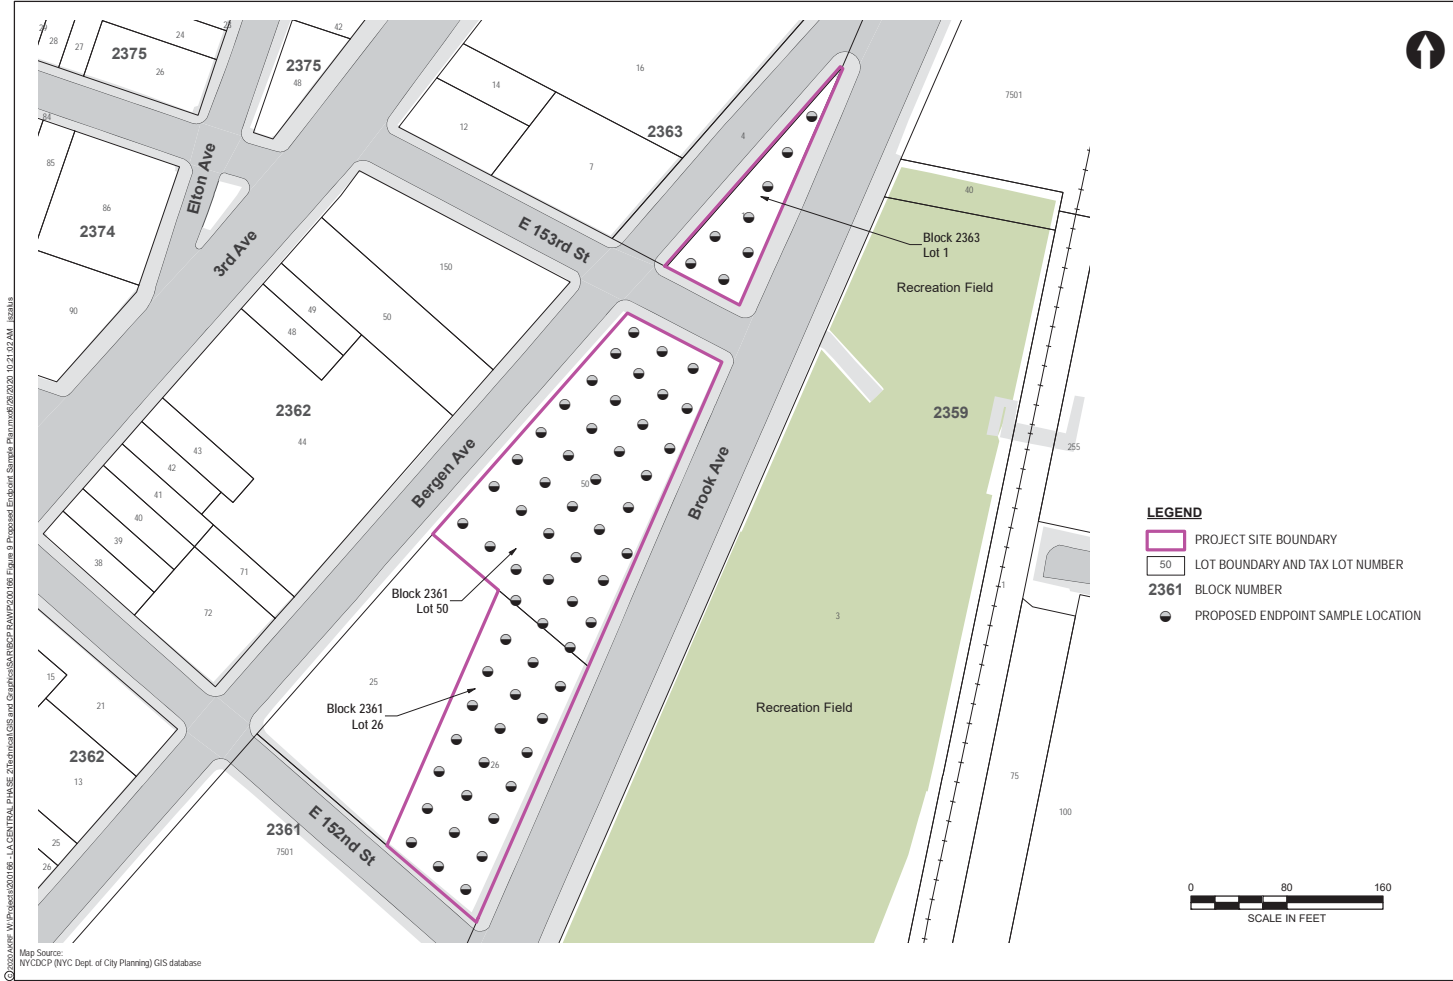 29
28
27
24
23
2375
26
42
2375
48
16
14
12
2363
7
4
7501
40
84
85
86
2374
90
Elton Ave
3rd Ave
E 153rd St
150
50
49
48
Block 2363
Lot 1
Recreation Field
2362
44
43
42
41
40
39
38
71
72
Bergen Ave
Brook Ave
50
2359
255
1
3
Block 2361
Lot 50
25
Block 2361
Lot 26
26
Recreation Field
15
21
2362
13
25
26
2361
7501
E 152nd St
75
100
LEGEND
PROJECT SITE BOUNDARY
50 LOT BOUNDARY AND TAX LOT NUMBER
2361 BLOCK NUMBER
PROPOSED ENDPOINT SAMPLE LOCATION
0 80 160
SCALE IN FEET
Map Source:
NYCDCP (NYC Dept. of City Planning) GIS database